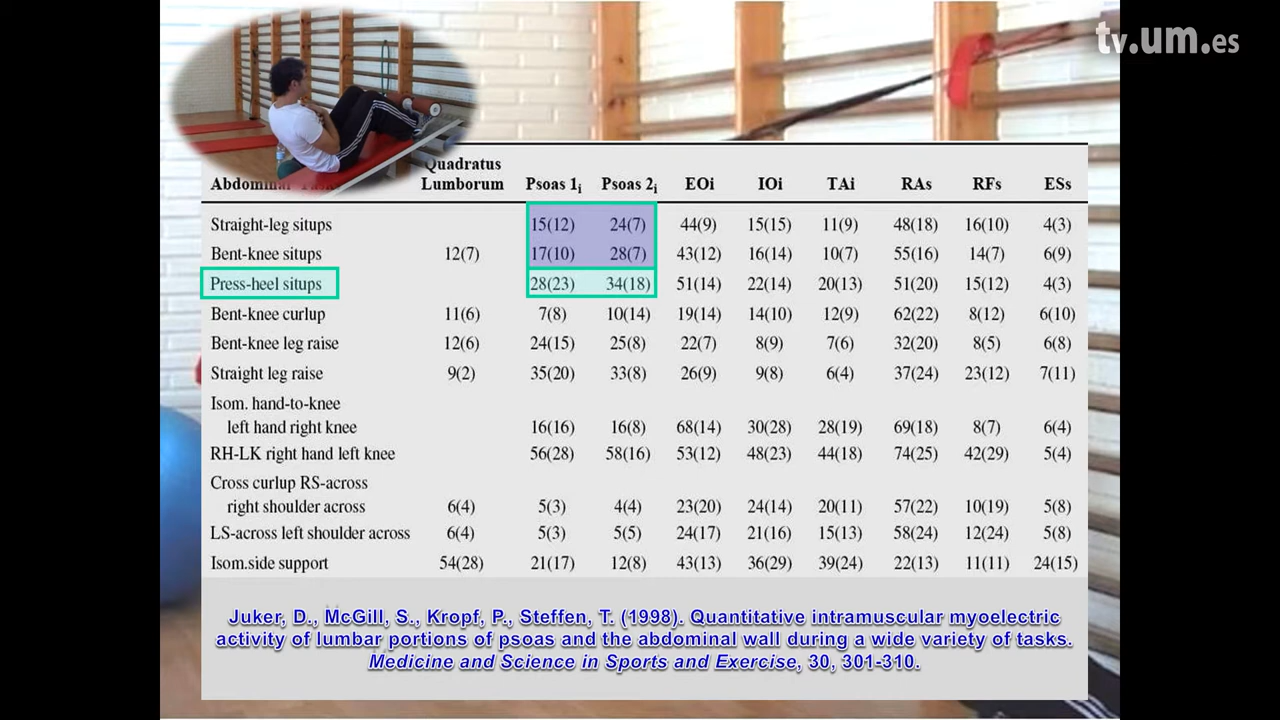 tv.um.es
Quadratus
Lumborum Psoas 1i Psoas 2i EOi IOi TAi RAs RFs ESs
Straight-leg situps 15(12) 24(7) 44(9) 15(15) 11(9) 48(18) 16(10) 4(3)
Bent-knee situps 12(7) 17(10) 28(7) 43(12) 16(14) 10(7) 55(16) 14(7) 6(9)
Press-heel situps 28(23) 34(18) 51(14) 22(14) 20(13) 51(20) 15(12) 4(3)
Bent-knee curlup 11(6) 7(8) 10(14) 19(14) 14(10) 12(9) 62(22) 8(12) 6(10)
Bent-knee leg raise 12(6) 24(15) 25(8) 22(7) 8(9) 7(6) 32(20) 8(5) 6(8)
Straight leg raise 9(2) 35(20) 33(8) 26(9) 9(8) 6(4) 37(24) 23(12) 7(11)
Isom. hand-to-knee
left hand right knee 16(16) 16(8) 68(14) 30(28) 28(19) 69(18) 8(7) 6(4)
RH-LK right hand left knee 56(28) 58(16) 53(12) 48(23) 44(18) 74(25) 42(29) 5(4)
Cross curlup RS-across
right shoulder across 6(4) 5(3) 4(4) 23(20) 24(14) 20(11) 57(22) 10(19) 5(8)
LS-across left shoulder across 6(4) 5(3) 5(5) 24(17) 21(16) 15(13) 58(24) 12(24) 5(8)
Isom.side support 54(28) 21(17) 12(8) 43(13) 36(29) 39(24) 22(13) 11(11) 24(15)
Juker, D., McGill, S., Kropf, P., Steffen, T. (1998). Quantitative intramuscular myoelectric
activity of lumbar portions of psoas and the abdominal wall during a wide variety of tasks.
Medicine and Science in Sports and Exercise, 30, 301-310.